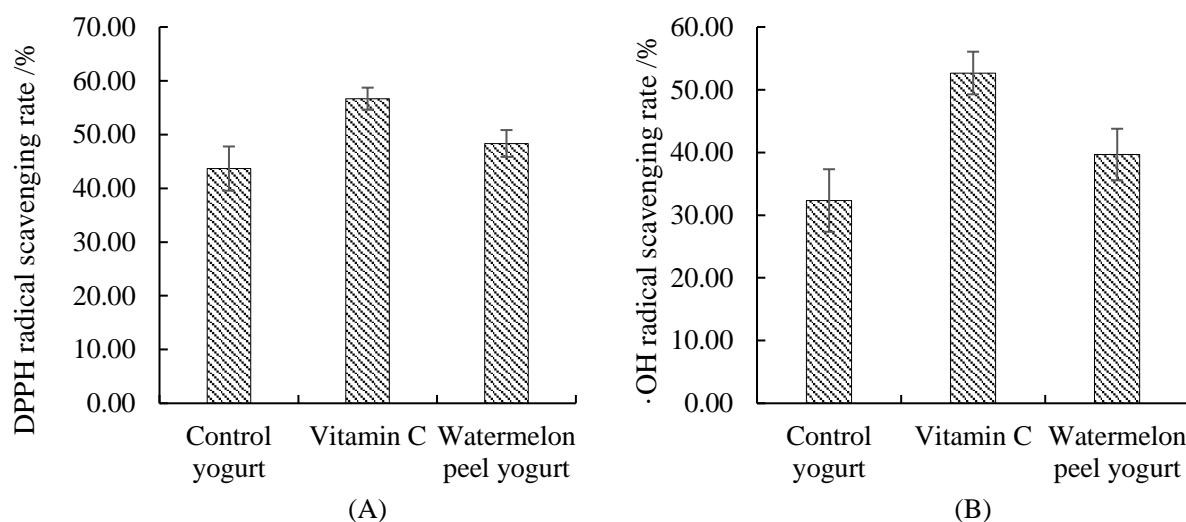 DPPH radical scavenging rate /%
70.00
60.00
50.00
40.00
30.00
20.00
10.00
0.00
Control
yogurt
Vitamin C
Watermelon
peel yogurt
(A)
·OH radical scavenging rate /%
60.00
50.00
40.00
30.00
20.00
10.00
0.00
Control
yogurt
Vitamin C
Watermelon
peel yogurt
(B)